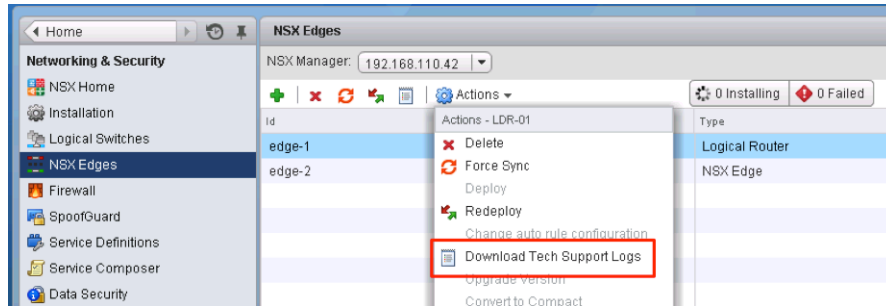 Home
NSX Edges
Networking & Security
NSX Manager: 192.168.110.42
NSX Home
Installation
Logical Switches
NSX Edges
Firewall
SpoofGuard
Service Definitions
Service Composer
Data Security
Actions
0 Installing
0 Failed
Id
Type
edge-1
Logical Router
edge-2
NSX Edge
Actions - LDR-01
Delete
Force Sync
Deploy
Redeploy
Change auto rule configuration
Download Tech Support Logs
Upgrade Version
Convert to Compact